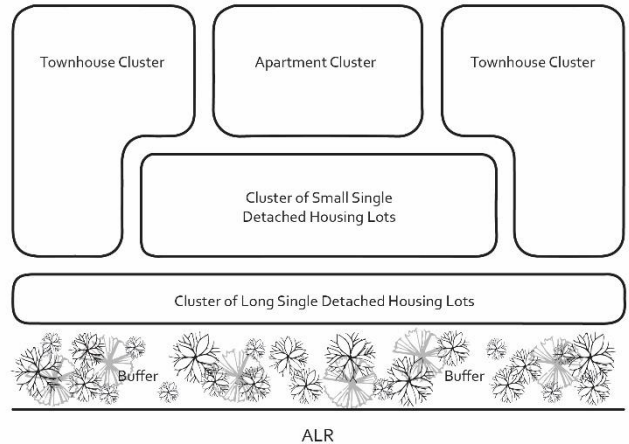 Townhouse Cluster
Apartment Cluster
Townhouse Cluster
Cluster of Small Single
Detached Housing Lots
Cluster of Long Single Detached Housing Lots
Buffer
Buffer
ALR